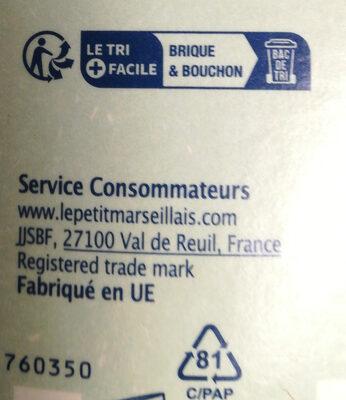 LE TRI
+ FACILE
BRIQUE
& BOUCHON
BAC
DE
TRI
Service Consommateurs
www.lepetitmarseillais.com
JJSBF, 27100 Val de Reuil, France
Registered trade mark
Fabriqué en UE
760350
81
C/PAP